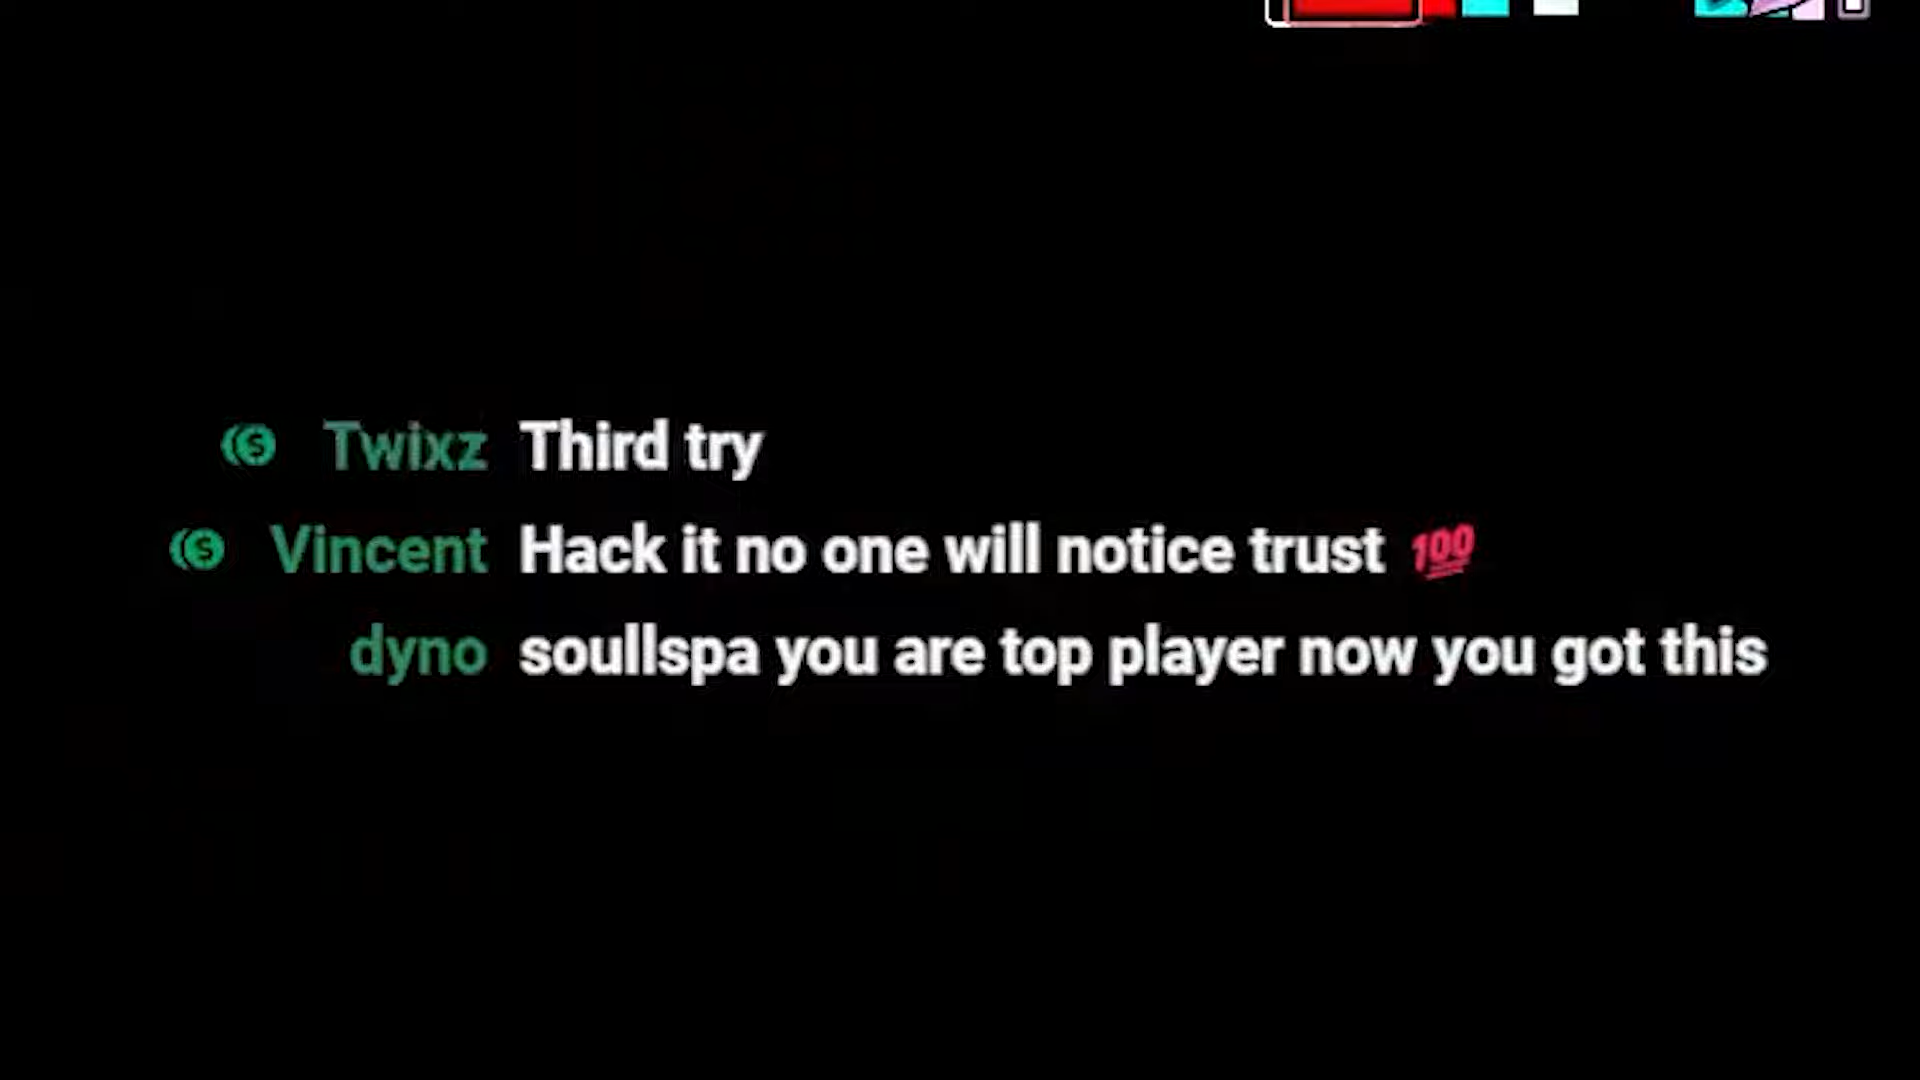 Twixz Third try
Vincent Hack it no one will notice trust 💯
dyno soullspa you are top player now you got this